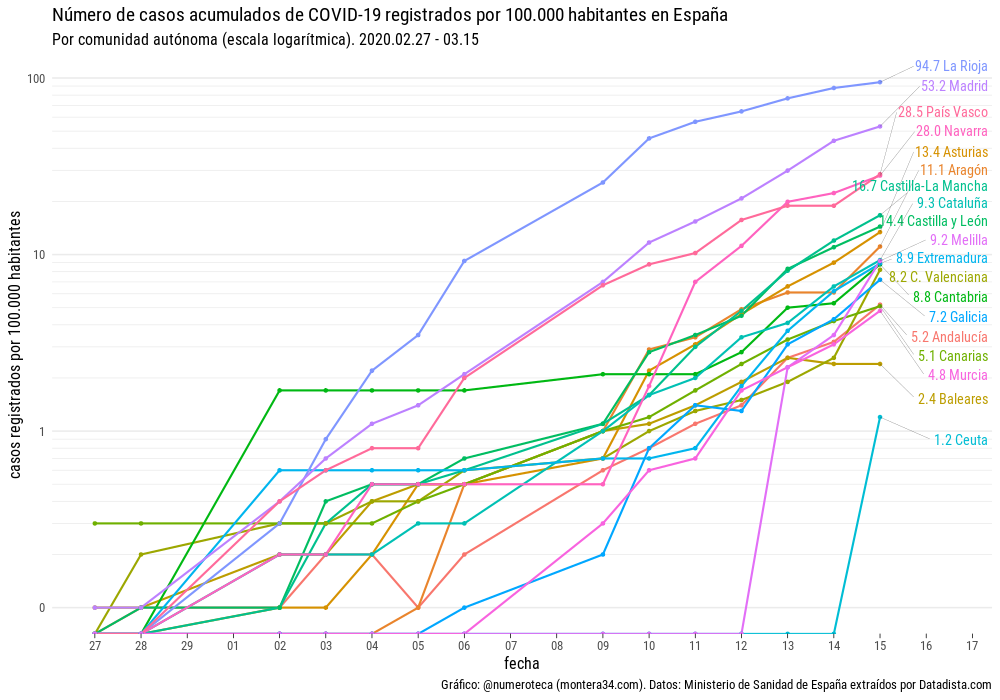 Número de casos acumulados de COVID-19 registrados por 100.000 habitantes en España
Por comunidad autónoma (escala logarítmica). 2020.02.27 - 03.15
casos registrados por 100.000 habitantes
100
10
1
0
94.7 La Rioja
53.2 Madrid
28.5 País Vasco
28.0 Navarra
13.4 Asturias
11.1 Aragón
16.7 Castilla-La Mancha
9.3 Cataluña
14.4 Castilla y León
9.2 Melilla
8.9 Extremadura
8.2 C. Valenciana
8.8 Cantabria
7.2 Galicia
5.2 Andalucía
5.1 Canarias
4.8 Murcia
2.4 Baleares
1.2 Ceuta
27 28 29 01 02 03 04 05 06 07 08 09 10 11 12 13 14 15 16 17
fecha
Gráfico: @numeroteca (montera34.com). Datos: Ministerio de Sanidad de España extraídos por Datadista.com